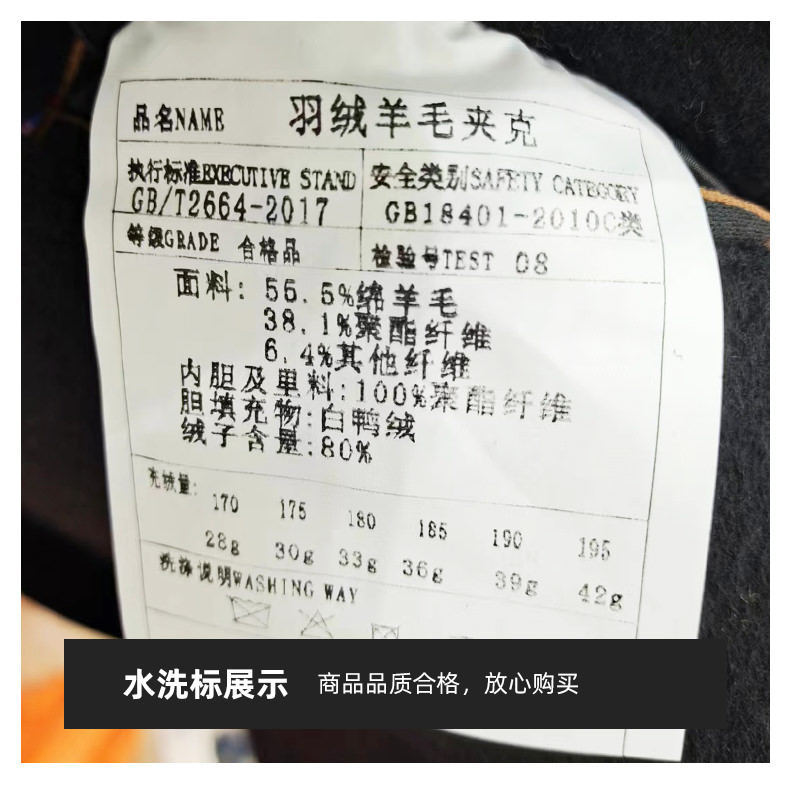 品名NAME 羽绒羊毛夹克
执行标准EXECUTIVE STAND 安全类别SAFETY CATEGORY
GB/T2664-2017 GB18401-2010C类
等级GRADE 合格品 检验号TEST 08
面料: 55.5%绵羊毛
38.1%聚酯纤维
6.4%其他纤维
内胆及里料:100%聚酯纤维
胆填充物:白鸭绒
绒子含量:80%
充绒量: 170 175 180 185 190 195
28g 30g 33g 36g 39g 42g
洗涤说明WASHING WAY
水洗标展示 商品品质合格，放心购买